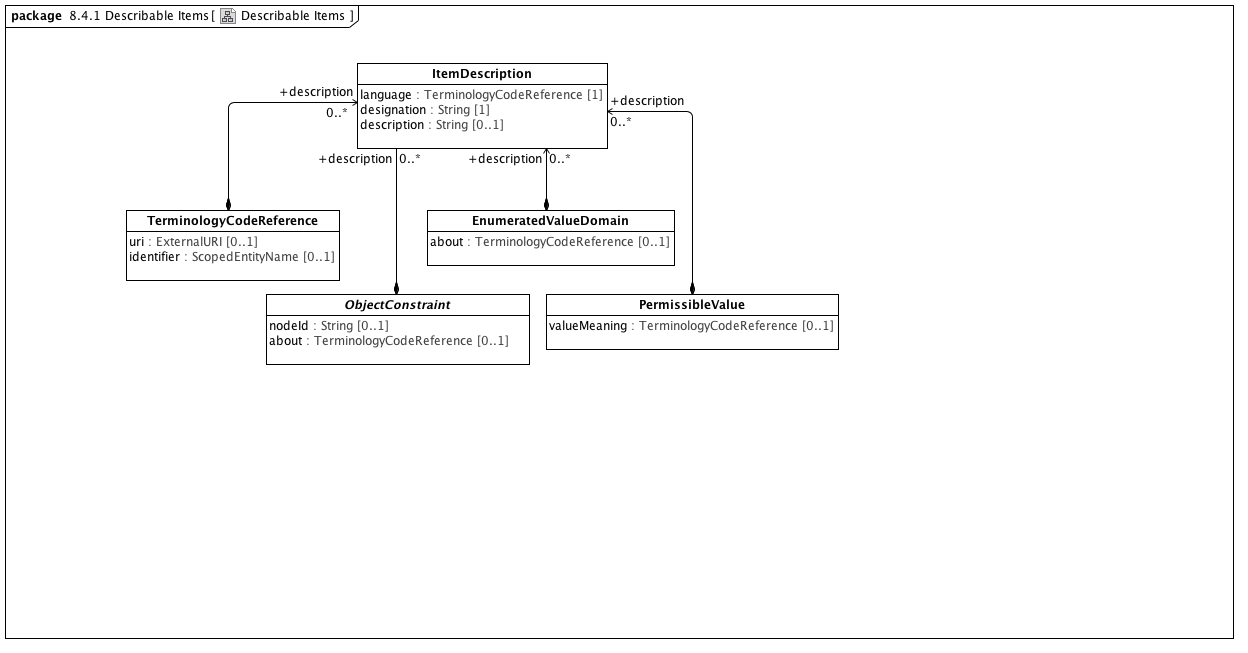 package 8.4.1 Describable Items [ Describable Items ]
ItemDescription
language : TerminologyCodeReference [1]
designation : String [1]
description : String [0..1]
+description
0..*
+description
0..*
+description 0..*
+description 0..*
TerminologyCodeReference
uri : ExternalURI [0..1]
identifier : ScopedEntityName [0..1]
EnumeratedValueDomain
about : TerminologyCodeReference [0..1]
ObjectConstraint
nodeId : String [0..1]
about : TerminologyCodeReference [0..1]
PermissibleValue
valueMeaning : TerminologyCodeReference [0..1]